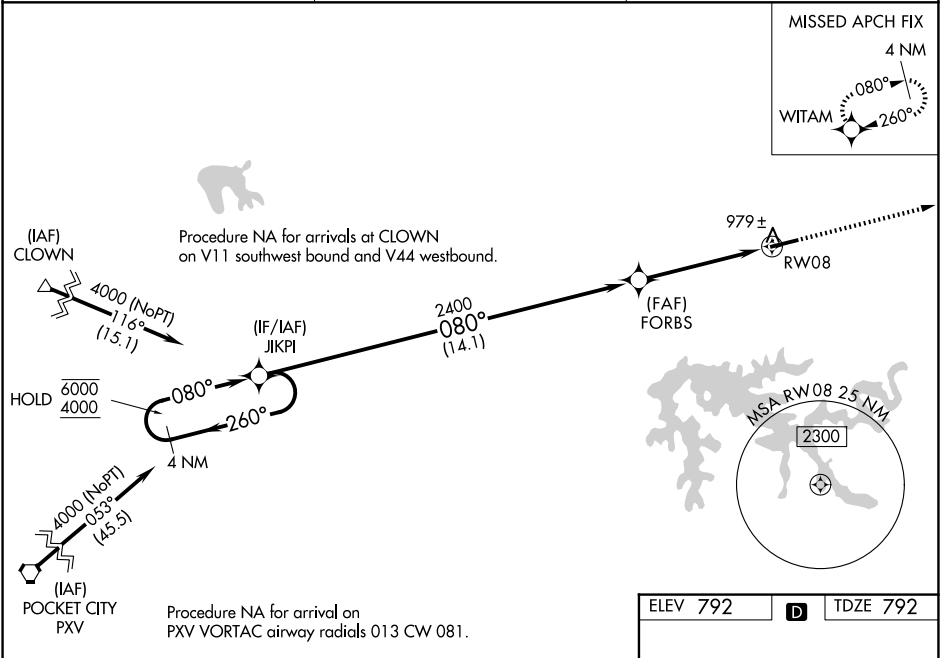 MISSED APCH FIX
4 NM
080°
260°
WITAM
979 ±
RW08
Procedure NA for arrivals at CLOWN
on V11 southwest bound and V44 westbound.
(IAF)
CLOWN
4000 (NoPT)
116°
(15.1)
(FAF)
FORBS
2400
080°
(14.1)
(IF/IAF)
JIKPI
HOLD
6000
4000
080°
260°
4 NM
MSA RW 08 25 NM
2300
4000 (NoPT)
053°
(45.5)
(IAF)
POCKET CITY
PXV
Procedure NA for arrival on
PXV VORTAC airway radials 013 CW 081.
ELEV 792
D
TDZE 792